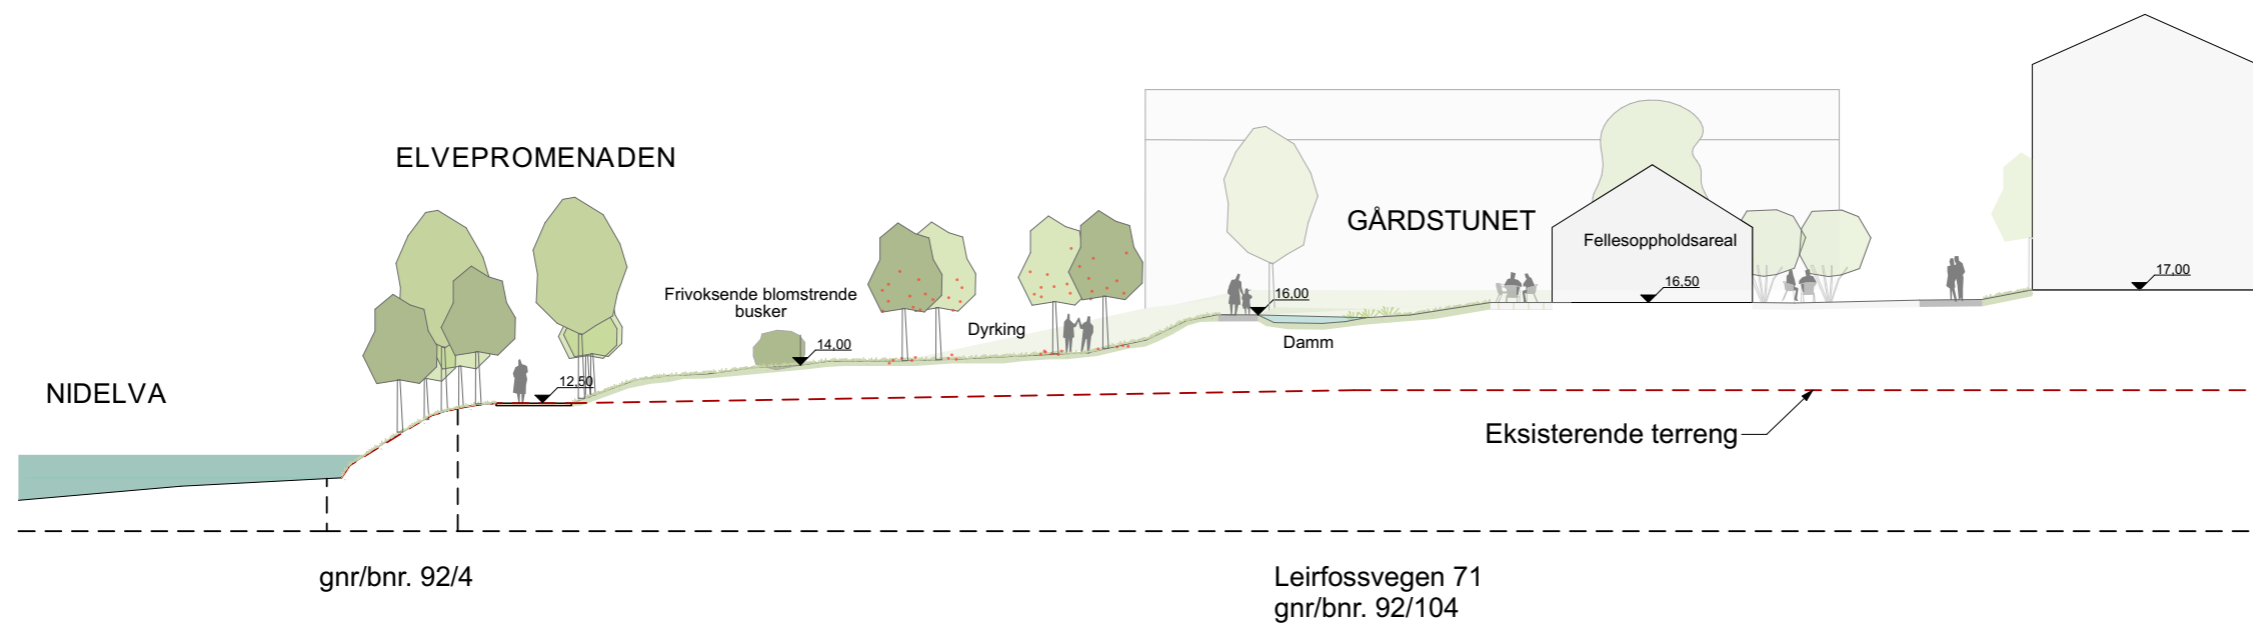 ELVEPROMENADEN
NIDELVA
12,50
Frivoksende blomstrende
busker
14,00
Dyrking
16,00
Damm
GÅRDSTUNET
Fellesoppholdsareal
16,50
17,00
Eksisterende terreng
gnr/bnr. 92/4
Leirfossvegen 71
gnr/bnr. 92/104